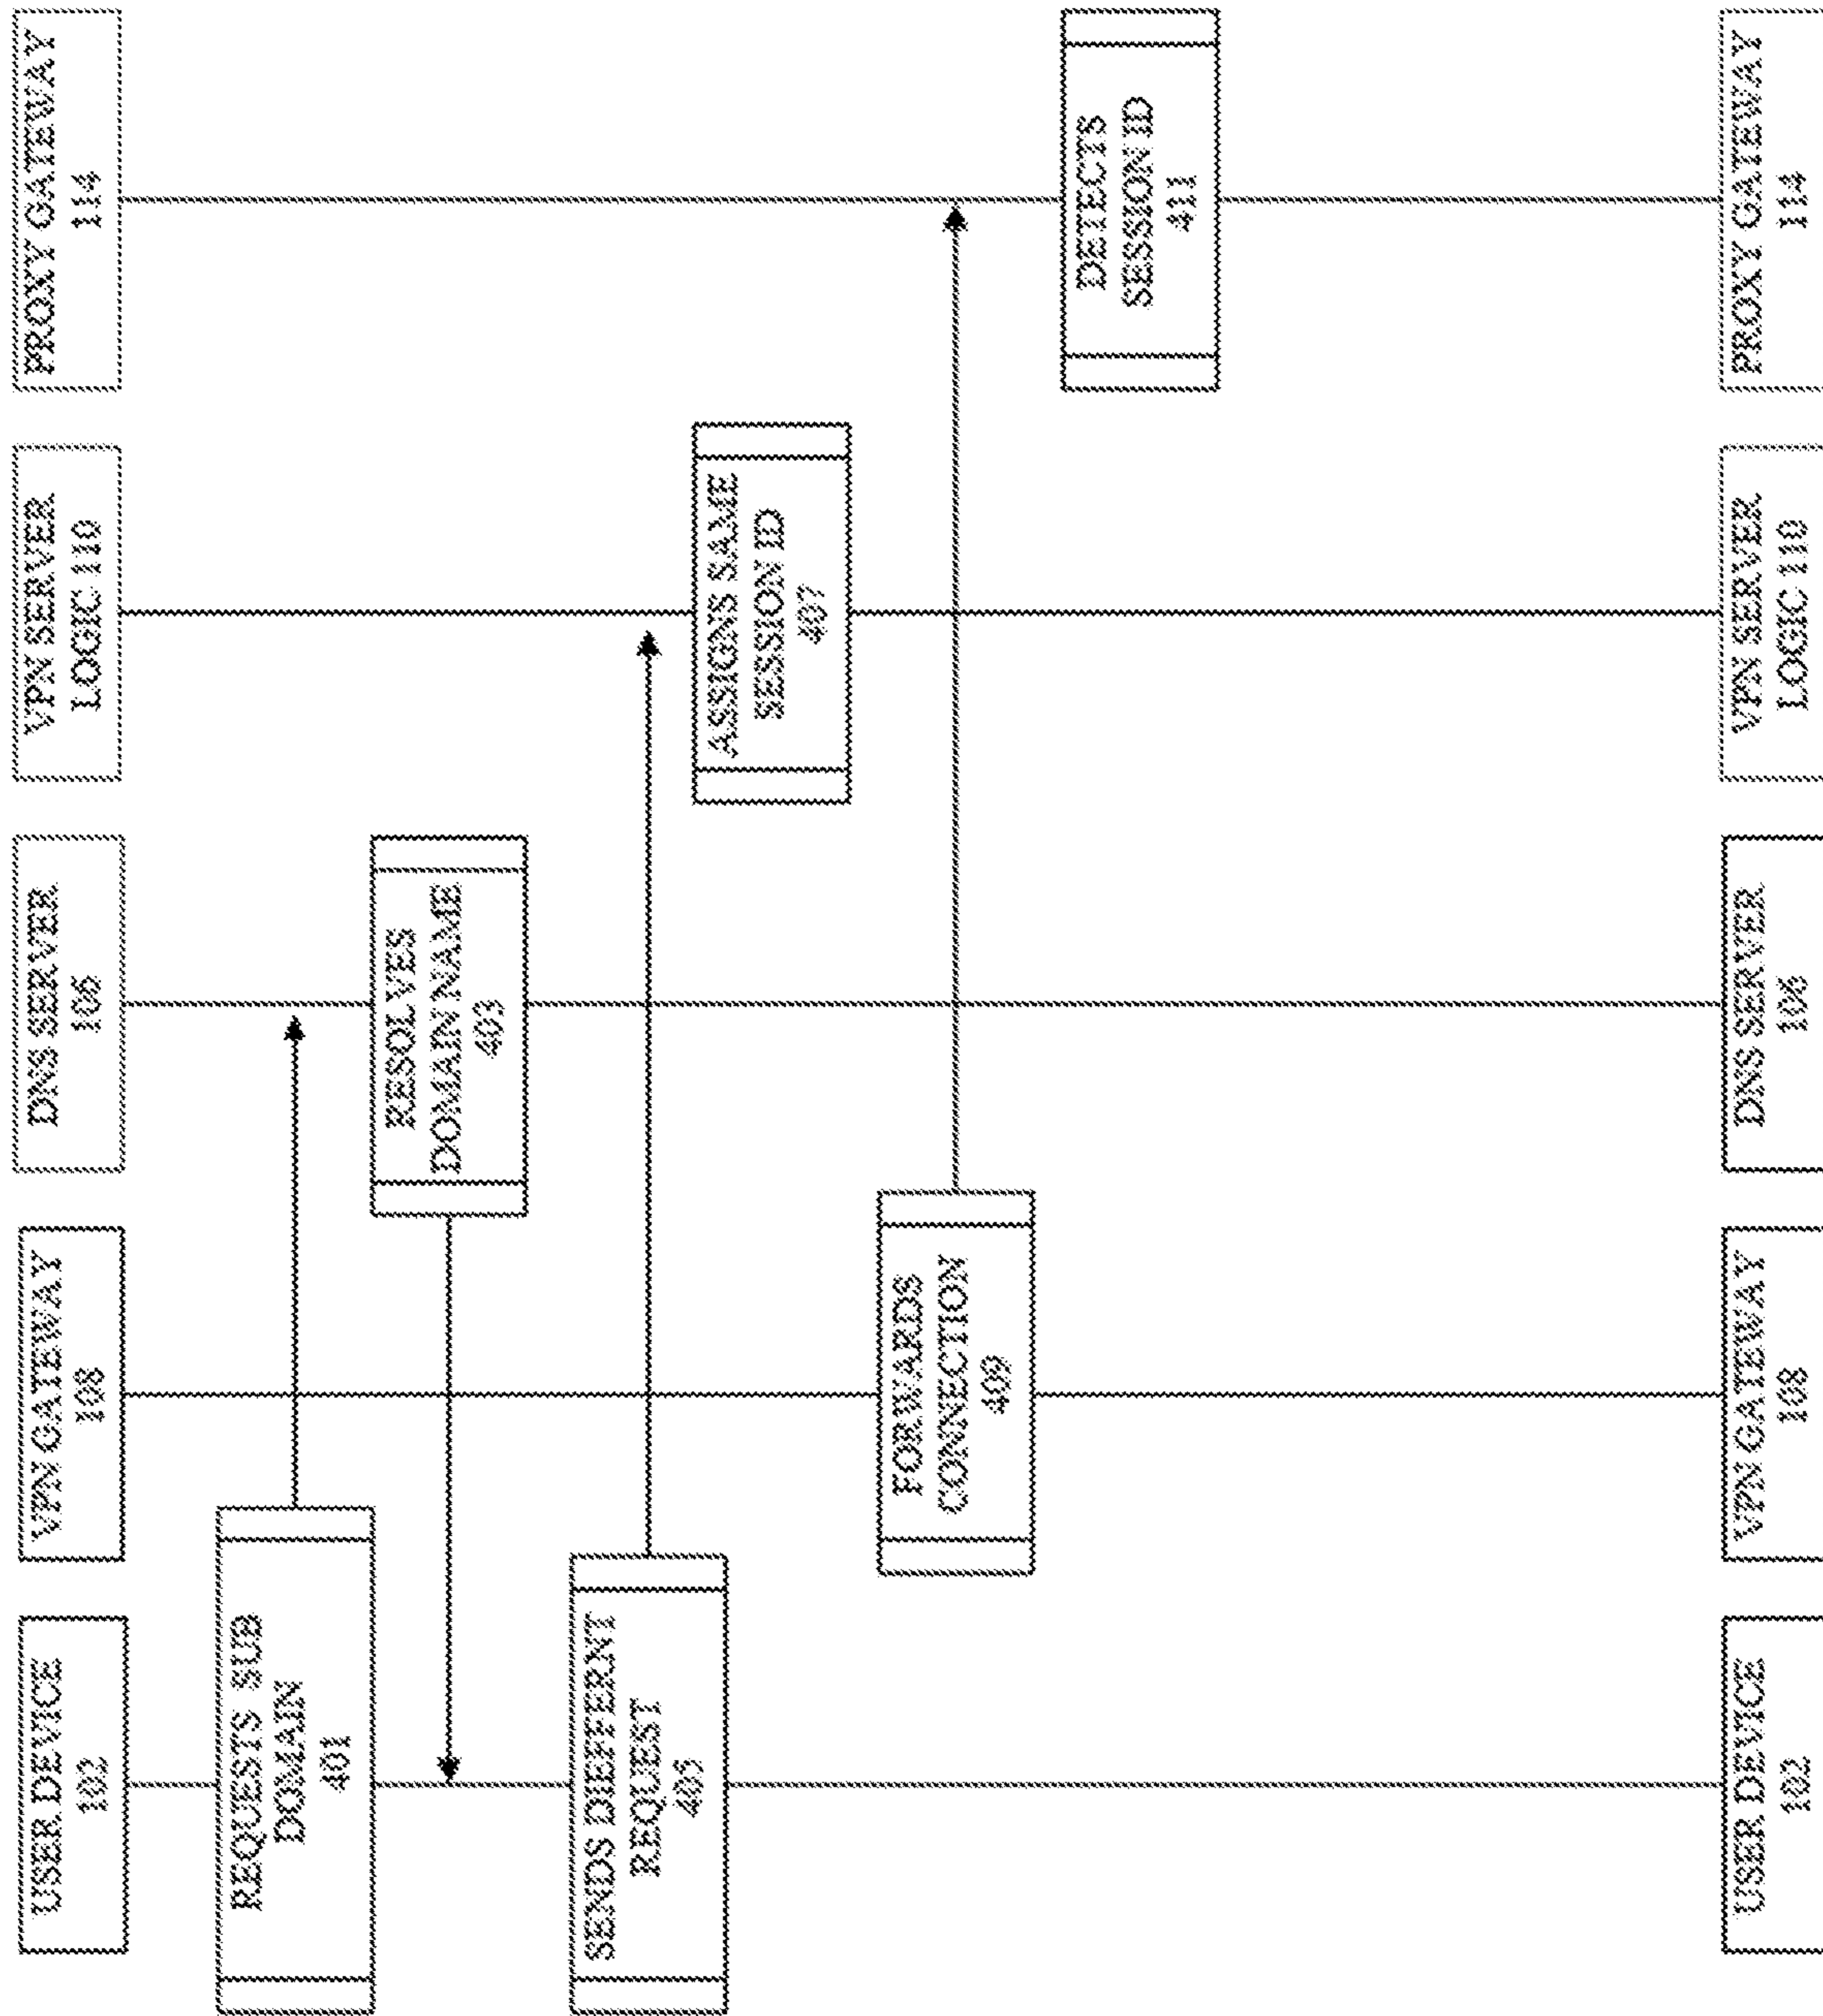 USER DEVICE
102
VPN GATEWAY
108
DNS SERVER
106
VPN SERVER
LOGIC 110
PROXY GATEWAY
114
REQUESTS SUB
DOMAIN
401
RESOLVES
DOMAIN NAME
403
SENDS DIEFFERNT
REQUEST
405
ASSIGNS SAME
SESSION ID
407
FORWARDS
CONNECTION
409
DETECTS
SESSION ID
411
USER DEVICE
102
VPN GATEWAY
108
DNS SERVER
106
VPN SERVER
LOGIC 110
PROXY GATEWAY
114